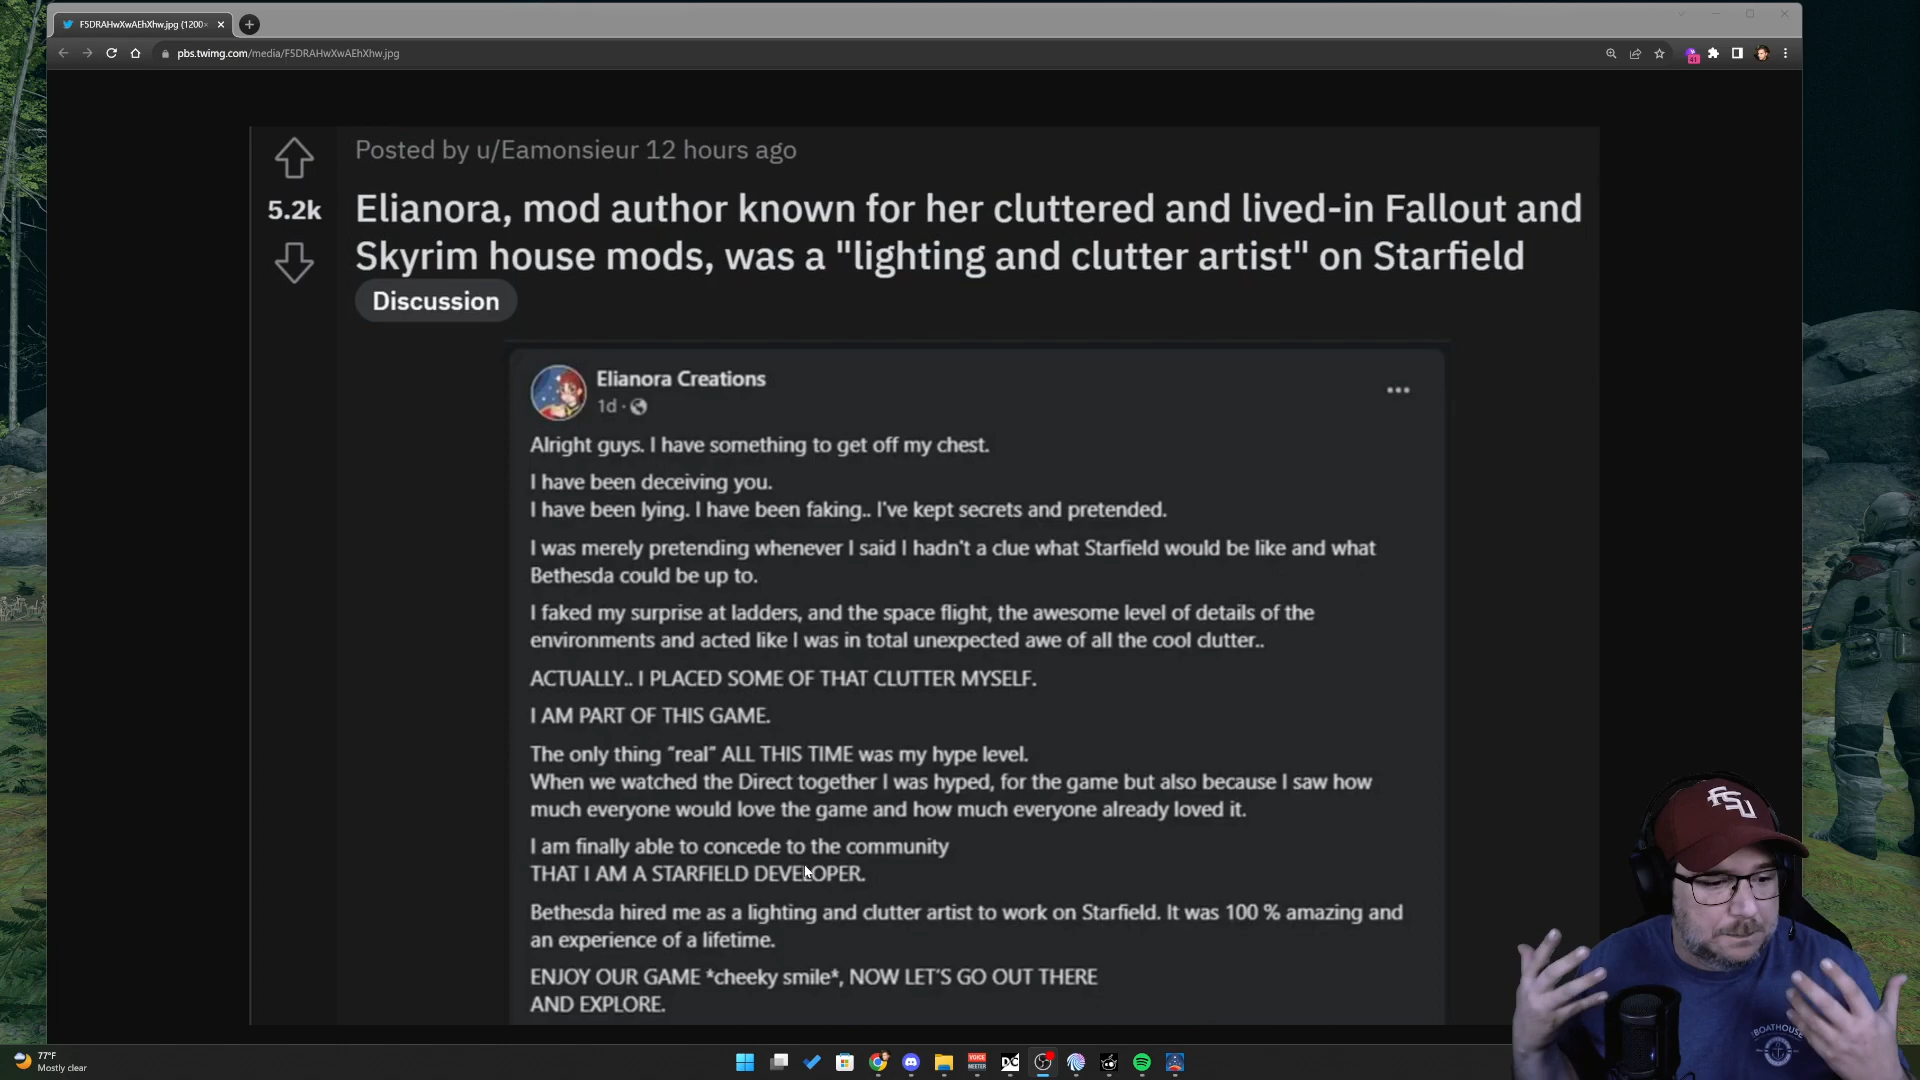 F5DRAHwXwAEhXhw.jpg (1200×
pbs.twimg.com/media/F5DRAHwXwAEhXhw.jpg
41
Posted by u/Eamonsieur 12 hours ago
5.2k
Elianora, mod author known for her cluttered and lived-in Fallout and
Skyrim house mods, was a "lighting and clutter artist" on Starfield
Discussion
Elianora Creations
1d ·
Alright guys. I have something to get off my chest.
I have been deceiving you.
I have been lying. I have been faking.. I've kept secrets and pretended.
I was merely pretending whenever I said I hadn't a clue what Starfield would be like and what
Bethesda could be up to.
I faked my surprise at ladders, and the space flight, the awesome level of details of the
environments and acted like I was in total unexpected awe of all the cool clutter..
ACTUALLY.. I PLACED SOME OF THAT CLUTTER MYSELF.
I AM PART OF THIS GAME.
The only thing "real" ALL THIS TIME was my hype level.
When we watched the Direct together I was hyped, for the game but also because I saw how
much everyone would love the game and how much everyone already loved it.
I am finally able to concede to the community
THAT I AM A STARFIELD DEVELOPER.
Bethesda hired me as a lighting and clutter artist to work on Starfield. It was 100 % amazing and
an experience of a lifetime.
ENJOY OUR GAME *cheeky smile*, NOW LET'S GO OUT THERE
AND EXPLORE.
FSU
BOATHOUSE
77°F
Mostly clear
VOICE
MEETER
DC